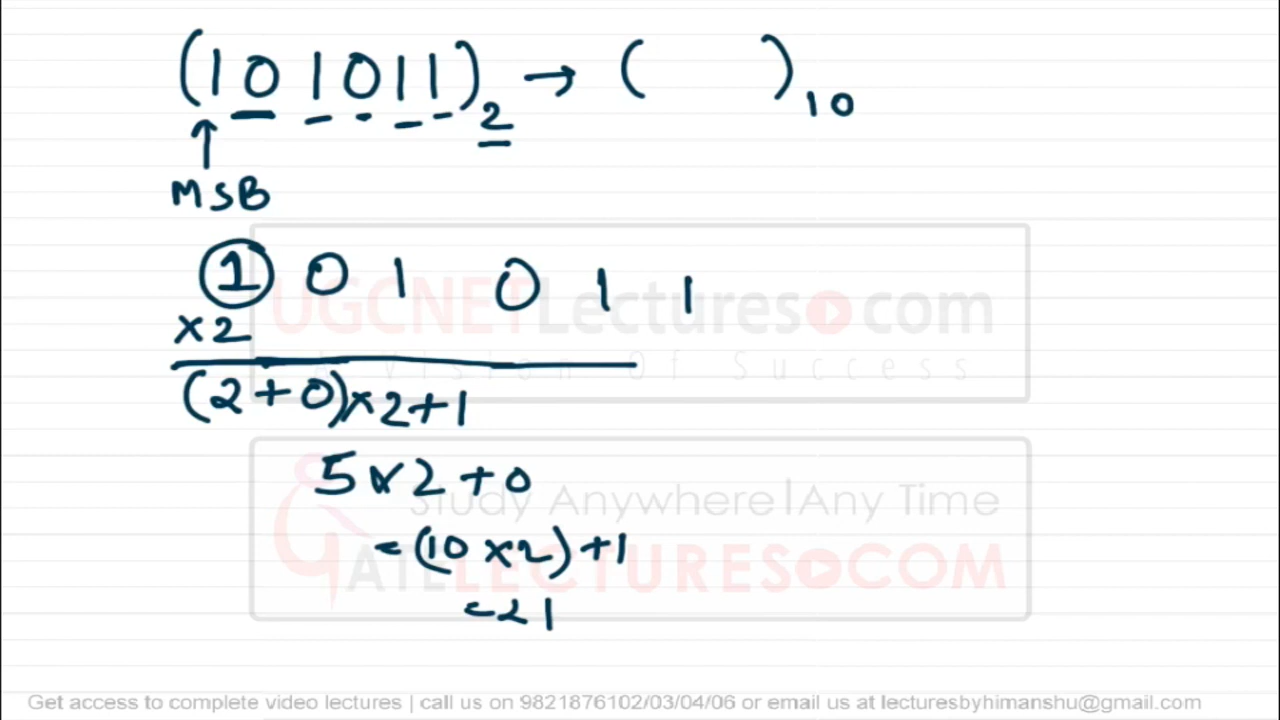 (101011)₂ → (    )₁₀
MSB
1 0 1 0 1 1
×2
(2+0)×2+1
5×2+0
=(10×2)+1
=21
UGCNETLectures.com
A Vision Of Success
Study Anywhere|Any Time
GATELECTURES.COM
Get access to complete video lectures | call us on 9821876102/03/04/06 or email us at lecturesbyhimanshu@gmail.com